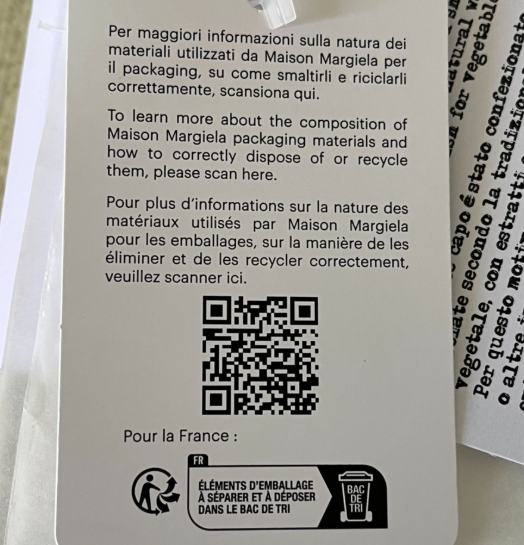 Per maggiori informazioni sulla natura dei
materiali utilizzati da Maison Margiela per
il packaging, su come smaltirli e riciclarli
correttamente, scansiona qui.
To learn more about the composition of
Maison Margiela packaging materials and
how to correctly dispose of or recycle
them, please scan here.
Pour plus d'informations sur la nature des
matériaux utilisés par Maison Margiela
pour les emballages, sur la manière de les
éliminer et de les recycler correctement,
veuillez scanner ici.
Pour la France :
FR
ÉLÉMENTS D'EMBALLAGE
À SÉPARER ET À DÉPOSER
DANS LE BAC DE TRI
BAC
DE
TRI
for vegetable
capo é stato confezionat
secondo la tradizion
vegetale, con estratti
Per questo moti
o altre